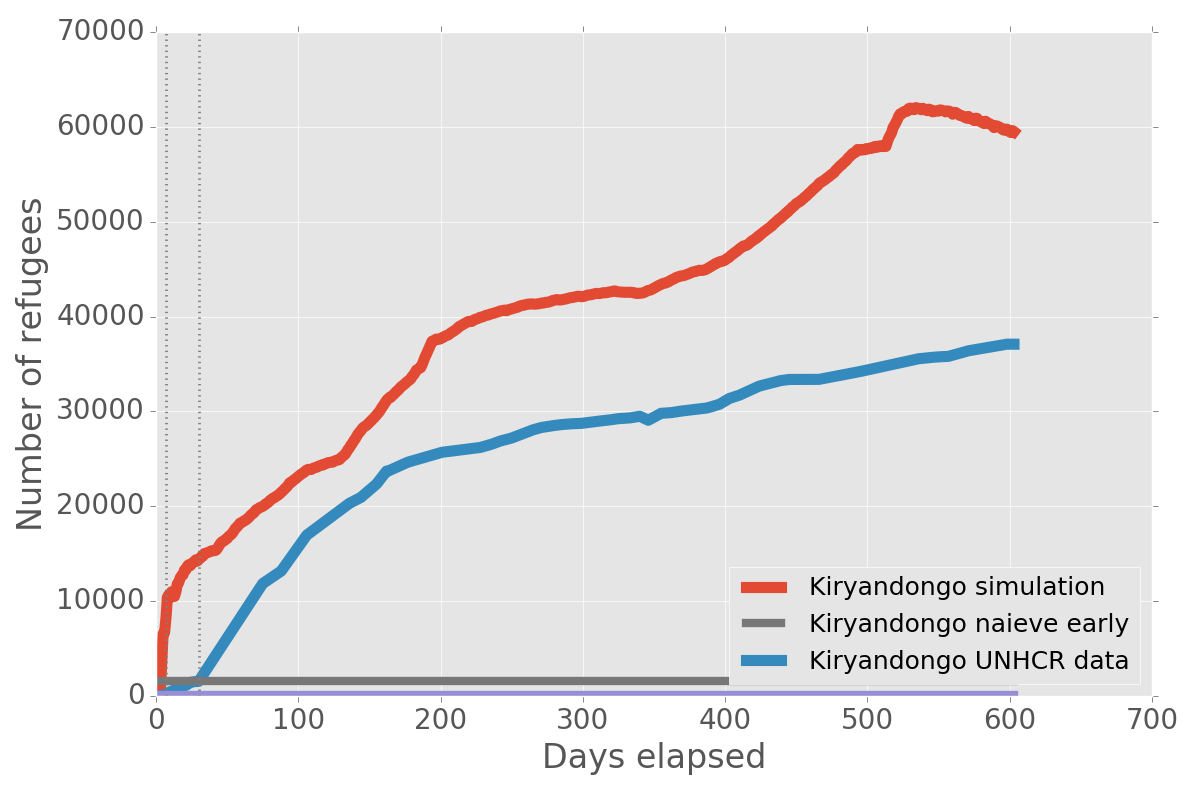 70000
60000
50000
40000
30000
20000
10000
0
Number of refugees
Kiryandongo simulation
Kiryandongo naieve early
Kiryandongo UNHCR data
0 100 200 300 400 500 600 700
Days elapsed